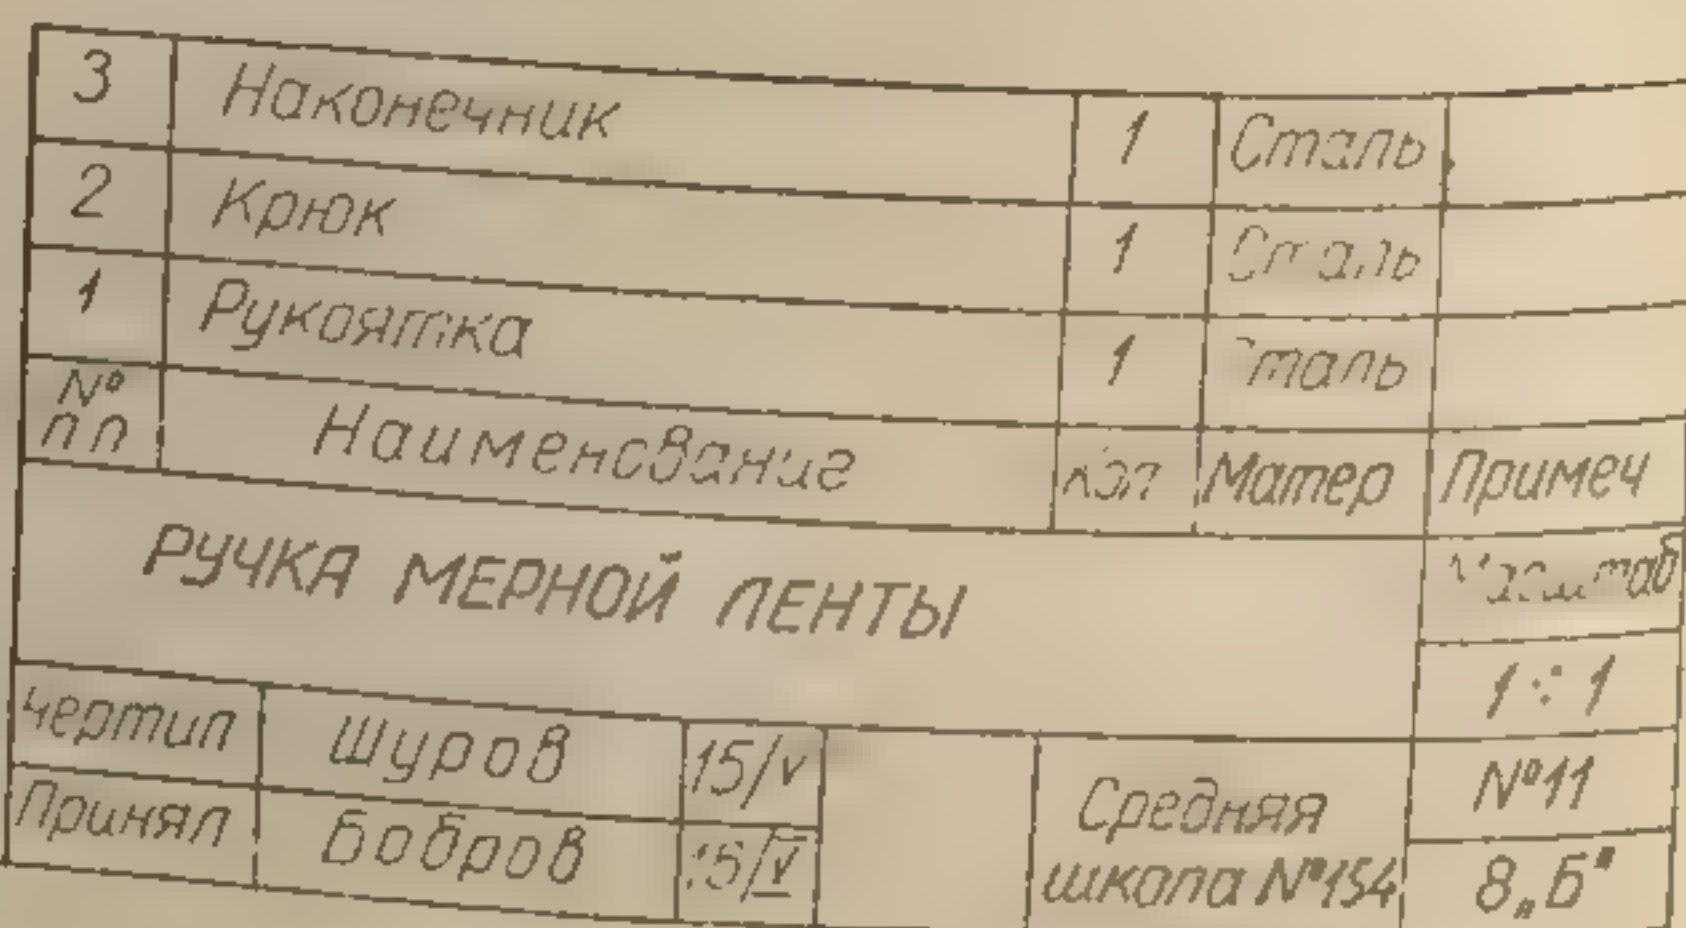 3 Наконечник 1 Сталь
2 Крюк 1 Сталь
1 Рукоятка 1 Сталь
№ пп Наименование Кол Матер Примеч
РУЧКА МЕРНОЙ ЛЕНТЫ Масштаб
1:1
Чертил Шуров 15/V Средняя №11
Принял Бобров 15/V школа №154 8„Б"